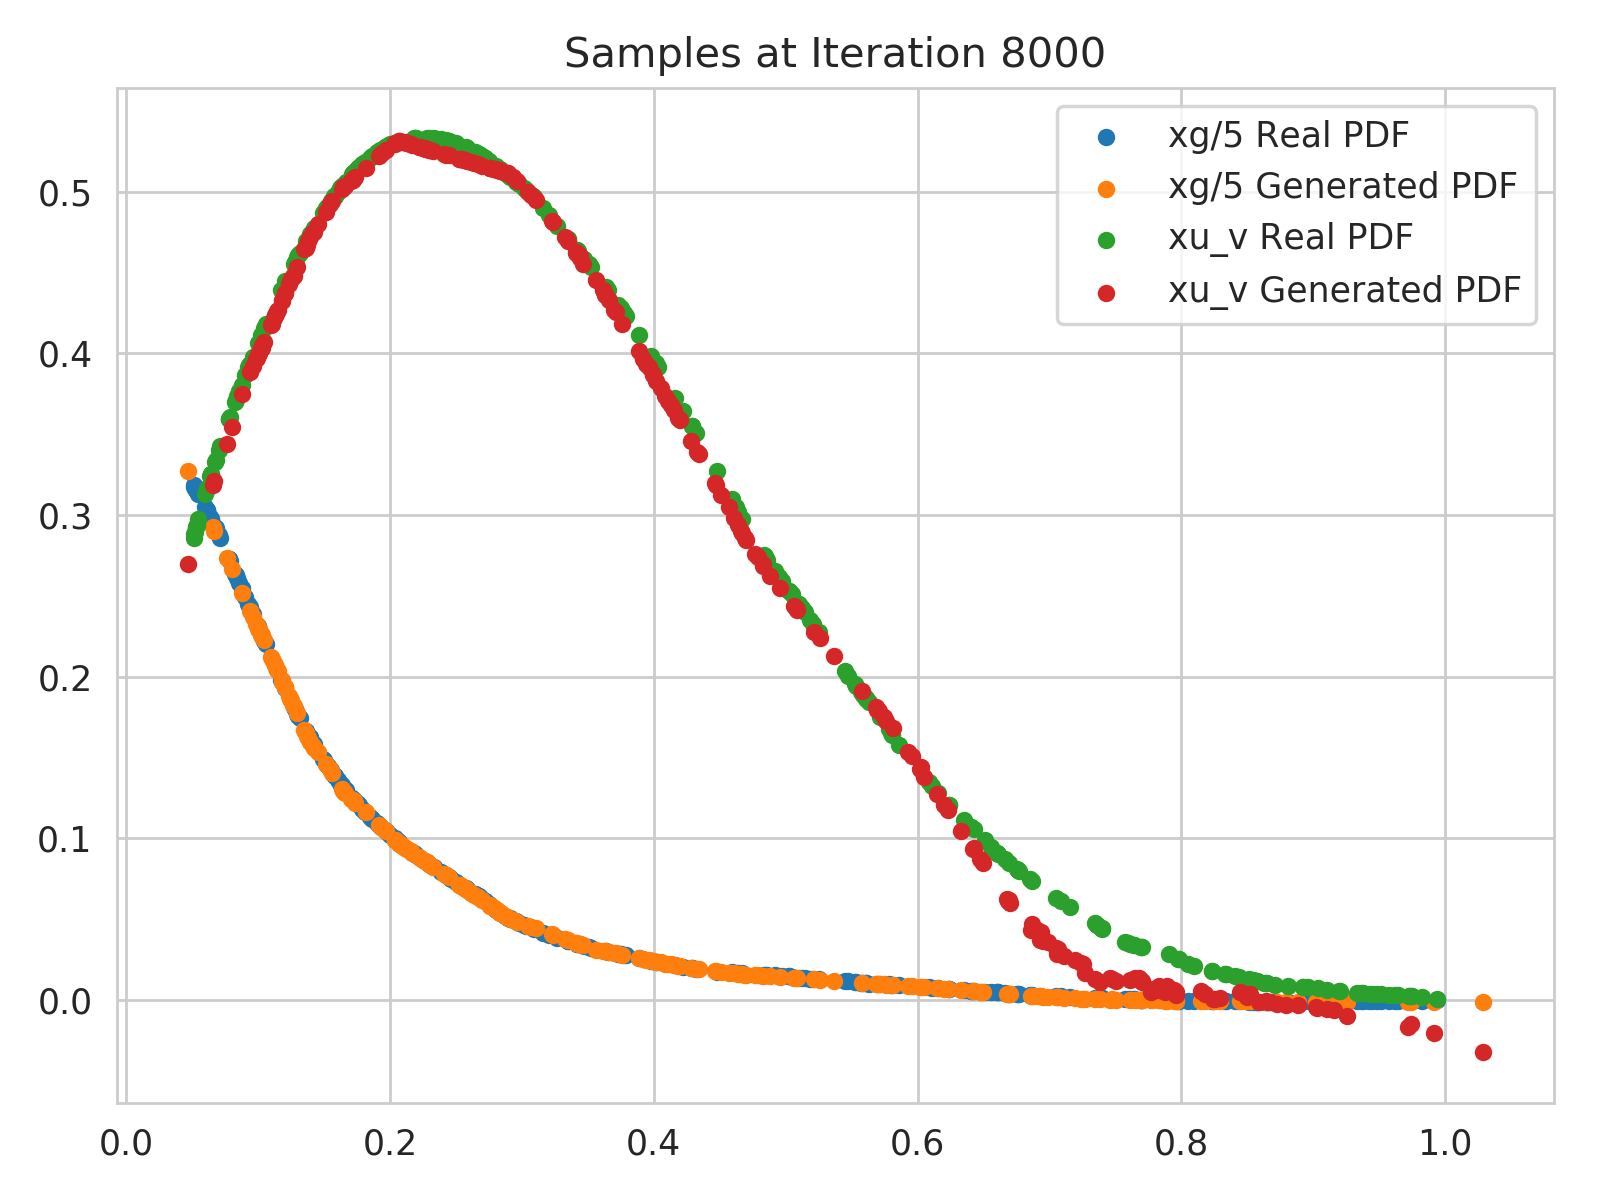 Samples at Iteration 8000
xg/5 Real PDF
xg/5 Generated PDF
xu_v Real PDF
xu_v Generated PDF
0.5
0.4
0.3
0.2
0.1
0.0
0.0 0.2 0.4 0.6 0.8 1.0